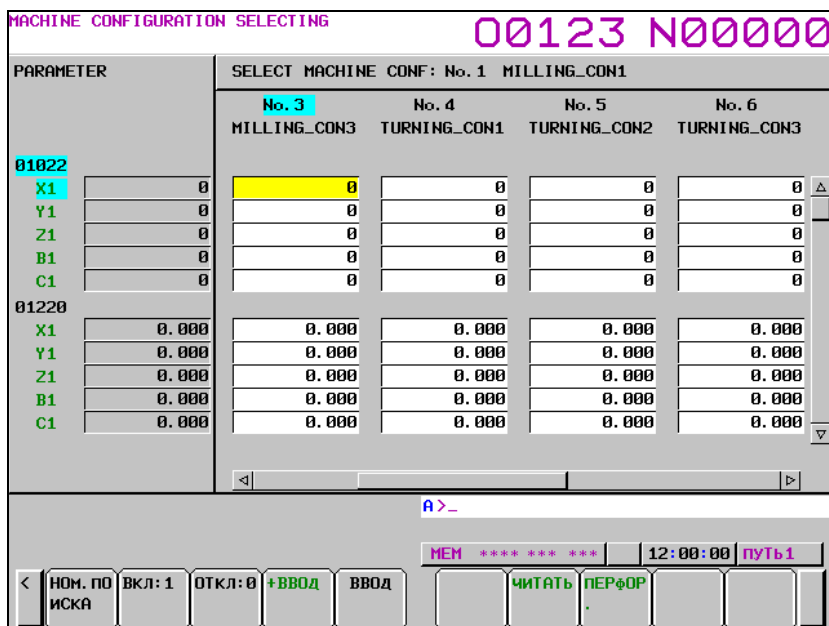 MACHINE CONFIGURATION SELECTING
O0123 N00000
PARAMETER
SELECT MACHINE CONF: No.1 MILLING_CON1
No.3 No.4 No.5 No.6
MILLING_CON3 TURNING_CON1 TURNING_CON2 TURNING_CON3
01022
X1 0 0 0 0 0
Y1 0 0 0 0 0
Z1 0 0 0 0 0
B1 0 0 0 0 0
C1 0 0 0 0 0
01220
X1 0.000 0.000 0.000 0.000 0.000
Y1 0.000 0.000 0.000 0.000 0.000
Z1 0.000 0.000 0.000 0.000 0.000
B1 0.000 0.000 0.000 0.000 0.000
C1 0.000 0.000 0.000 0.000 0.000
A>_
MEM **** *** *** 12:00:00 ПУТЬ1
< НОМ.ПО ВКЛ:1 ОТКЛ:0 +ВВОД ВВОД ЧИТАТЬ ПЕРФОР
ИСКА .